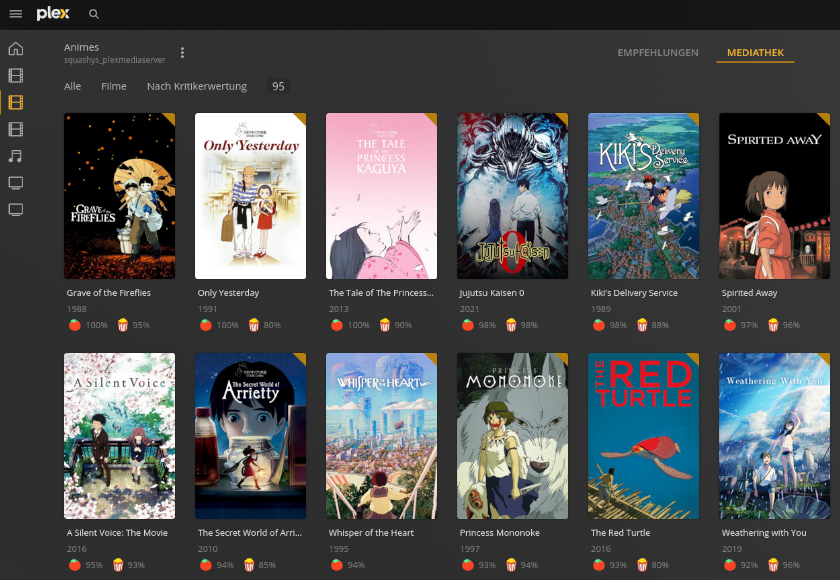 plex
Animes
squashys_plexmediaserver
EMPFEHLUNGEN
MEDIATHEK
Alle
Filme
Nach Kritikerwertung
95
GRAVE of the FIREFLIES
Only Yesterday
THE TALE
OF THE
PRINCESS
KAGUYA
JUJUTSU KAISEN
0
KIKI'S Delivery
Service
SPIRITED AWAY
Grave of the Fireflies
Only Yesterday
The Tale of The Princess...
Jujutsu Kaisen 0
Kiki's Delivery Service
Spirited Away
1988
1991
2013
2021
1989
2001
100% 95%
100% 80%
100% 90%
98% 98%
98% 88%
97% 96%
A Silent Voice
The Secret World of
Arrietty
WHISPER OF THE HEART
PRINCESS
MONONOKE
THE RED
TURTLE
Weathering With You
A Silent Voice: The Movie
The Secret World of Arri...
Whisper of the Heart
Princess Mononoke
The Red Turtle
Weathering with You
2016
2010
1995
1997
2016
2019
95% 93%
94% 85%
94%
93% 94%
93% 80%
92% 96%